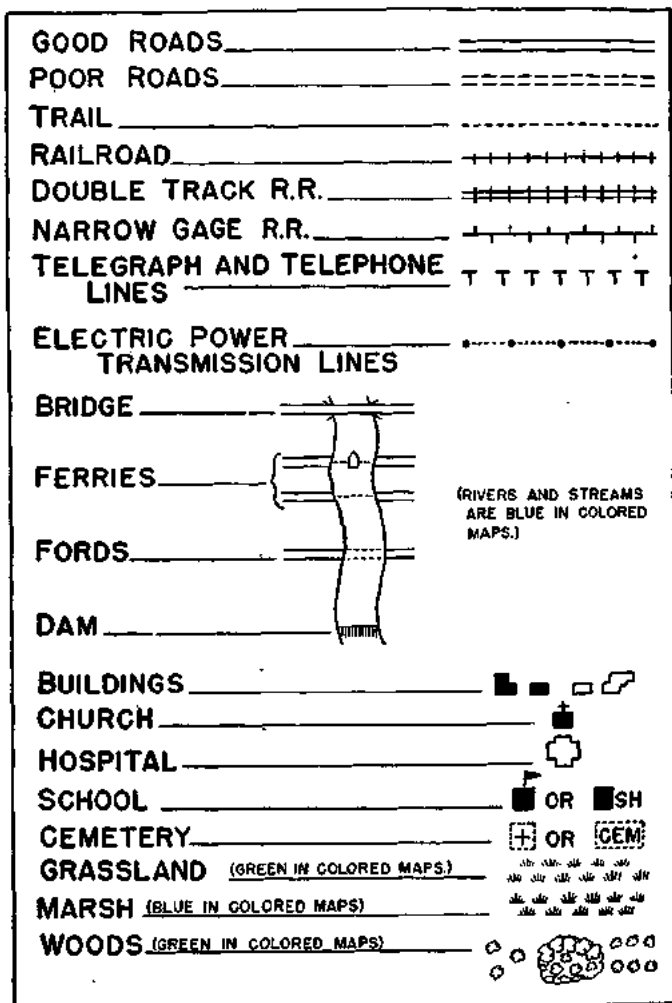 GOOD ROADS
POOR ROADS
TRAIL
RAILROAD
DOUBLE TRACK R.R.
NARROW GAGE R.R.
TELEGRAPH AND TELEPHONE
LINES
T T T T T T T
ELECTRIC POWER
TRANSMISSION LINES
BRIDGE
FERRIES
(RIVERS AND STREAMS
ARE BLUE IN COLORED
MAPS.)
FORDS
DAM
BUILDINGS
CHURCH
HOSPITAL
SCHOOL OR SH
CEMETERY OR CEM
GRASSLAND (GREEN IN COLORED MAPS.)
MARSH (BLUE IN COLORED MAPS)
WOODS (GREEN IN COLORED MAPS)